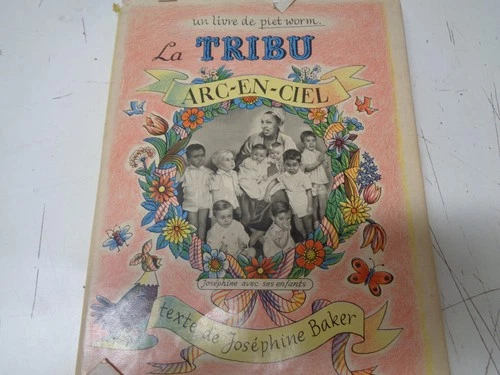 un livre de piet worm.
La TRIBU
ARC-EN-CIEL
Joséphine avec ses enfants
texte de Joséphine Baker